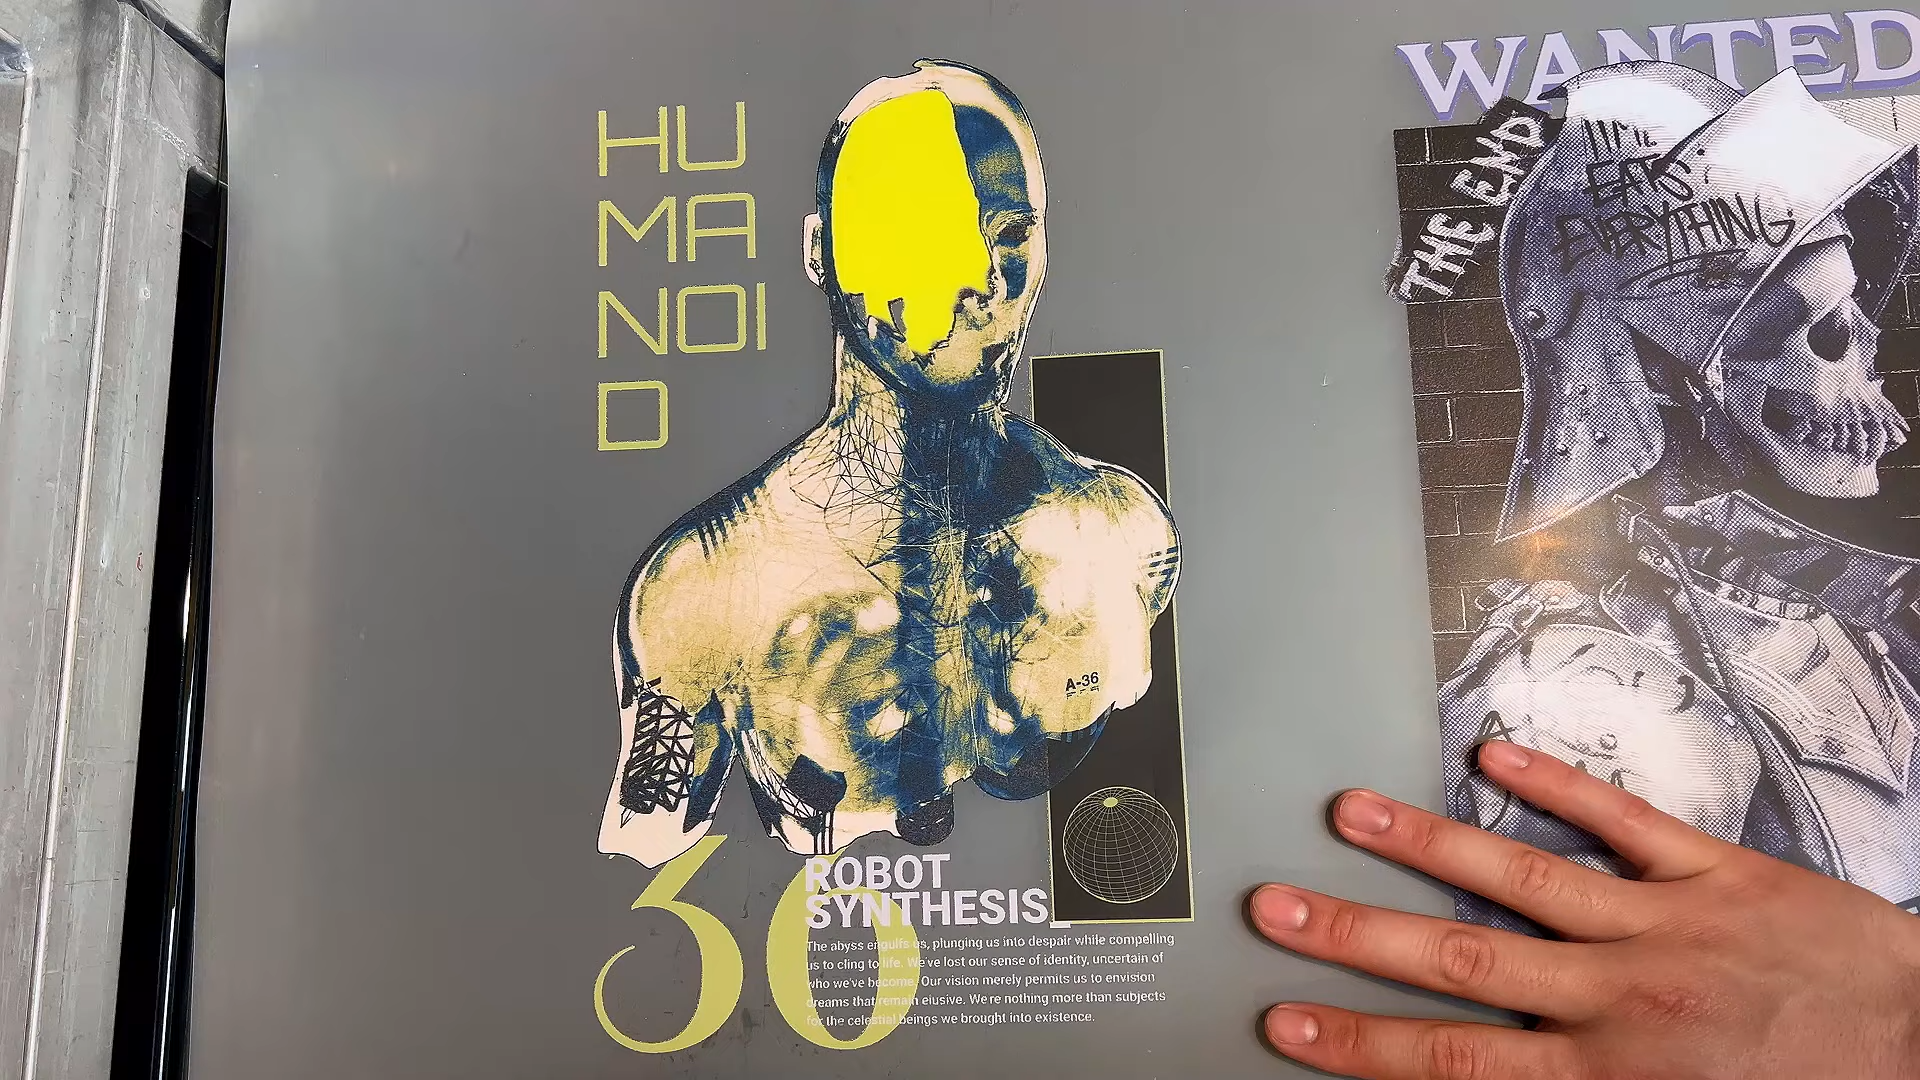 HU
MA
NOI
D
A-36
36
ROBOT
SYNTHESIS_
The abyss engulfs us, plunging us into despair while compelling
us to cling to life. We've lost our sense of identity, uncertain of
who we've become. Our vision merely permits us to envision
dreams that remain elusive. We're nothing more than subjects
for the celestial beings we brought into existence.
WANTED
THE END
EATS
EVERYTHING